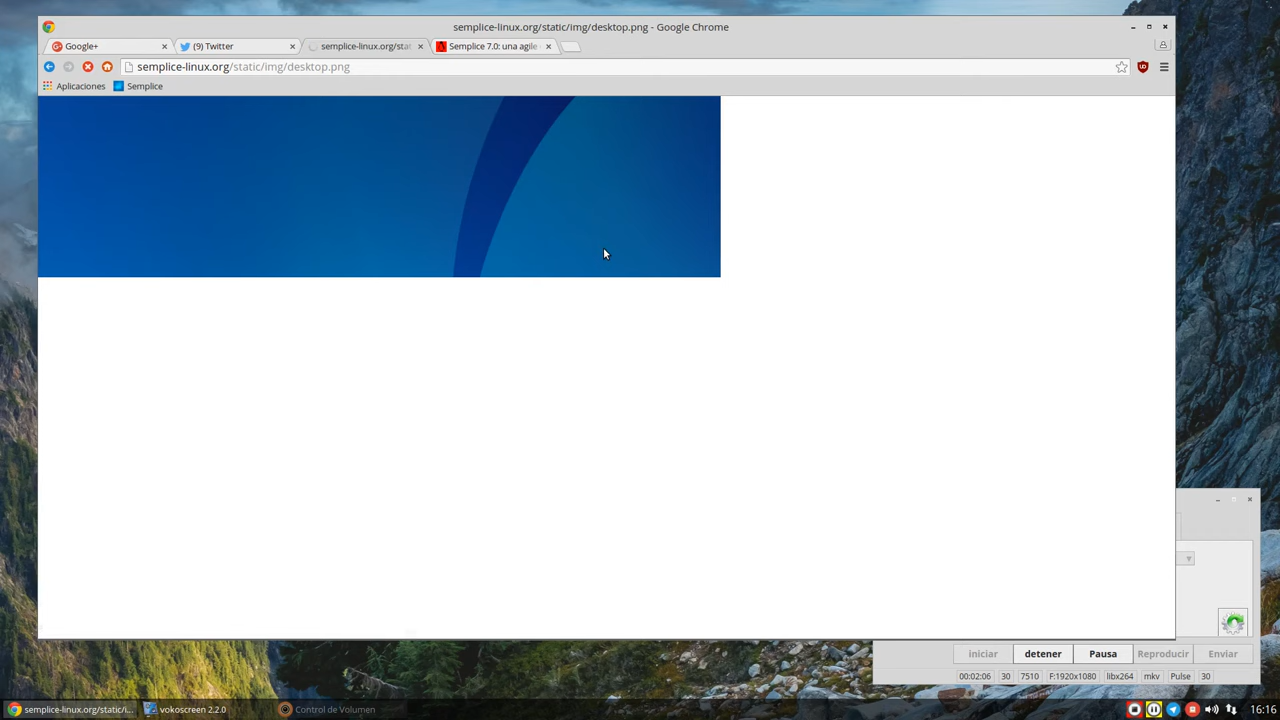 semplice-linux.org/static/img/desktop.png - Google Chrome
Google+
(9) Twitter
semplice-linux.org/stat
Semplice 7.0: una agile
semplice-linux.org/static/img/desktop.png
Aplicaciones
Semplice
iniciar
detener
Pausa
Reproducir
Enviar
00:02:06
30
7510
F:1920x1080
libx264
mkv
Pulse
30
semplice-linux.org/static/i...
vokoscreen 2.2.0
Control de Volumen
16:16